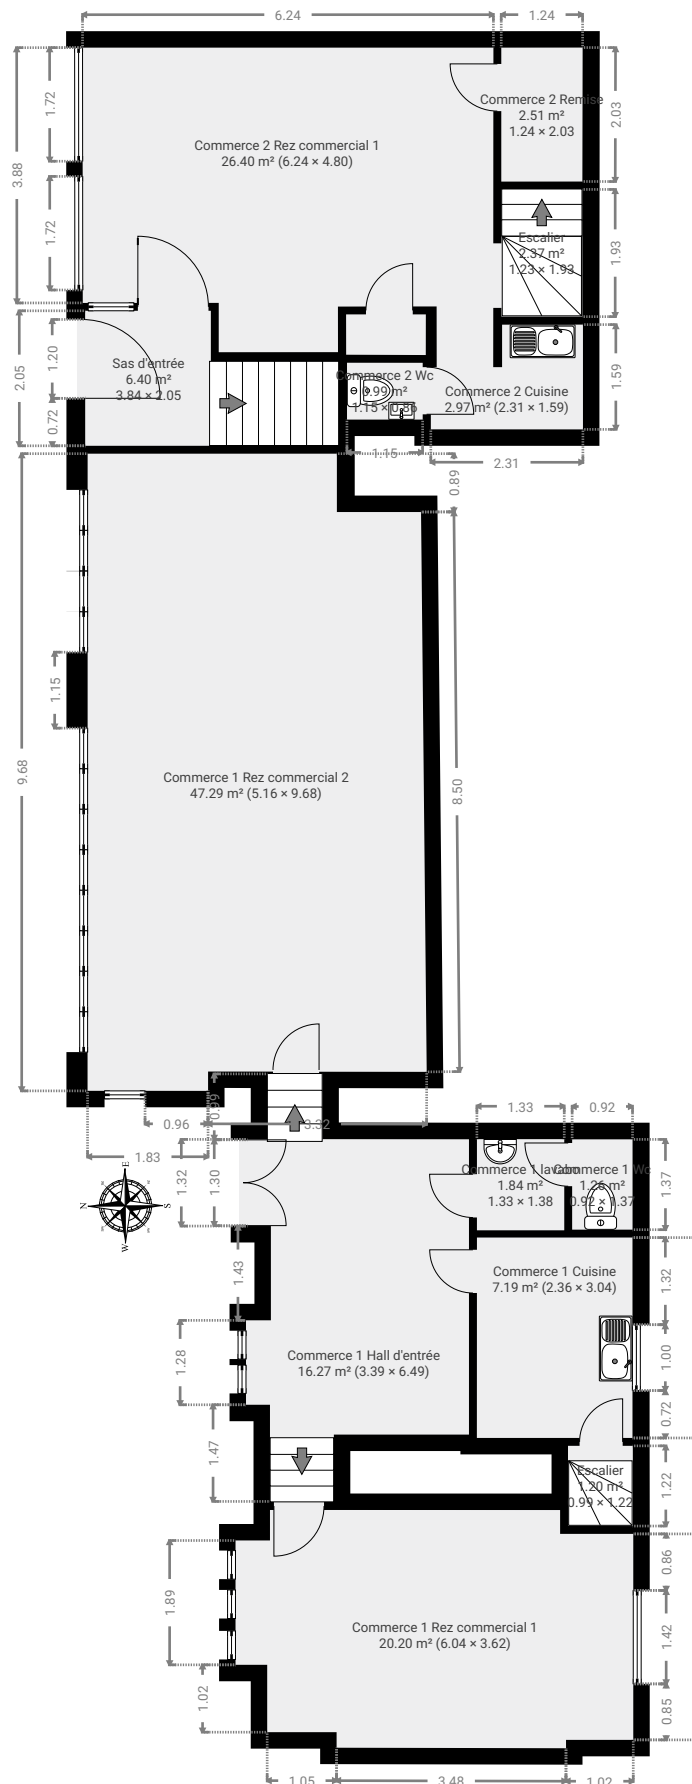 6.24
1.24
Commerce 2 Remise
2.51 m²
1.24 × 2.03
2.03
1.72
3.88
Commerce 2 Rez commercial 1
26.40 m² (6.24 × 4.80)
1.72
Escalier
2.37 m²
1.23 × 1.93
1.93
2.05
1.20
0.72
Sas d'entrée
6.40 m²
3.84 × 2.05
Commerce 2 Wc
0.99 m²
1.15 × 0.86
Commerce 2 Cuisine
2.97 m² (2.31 × 1.59)
1.59
1.15
2.31
0.89
1.15
9.68
Commerce 1 Rez commercial 2
47.29 m² (5.16 × 9.68)
8.50
0.99
0.96
3.32
1.83
1.33
0.92
E
N
S
W
1.32
1.30
Commerce 1 lavabo
1.84 m²
1.33 × 1.38
Commerce 1 Wc
1.26 m²
0.92 × 1.37
1.37
1.43
Commerce 1 Cuisine
7.19 m² (2.36 × 3.04)
1.32
1.28
Commerce 1 Hall d'entrée
16.27 m² (3.39 × 6.49)
1.00
0.72
1.47
Escalier
1.20 m²
0.99 × 1.22
1.22
0.86
1.89
Commerce 1 Rez commercial 1
20.20 m² (6.04 × 3.62)
1.42
1.02
0.85
1.05
3.48
1.02